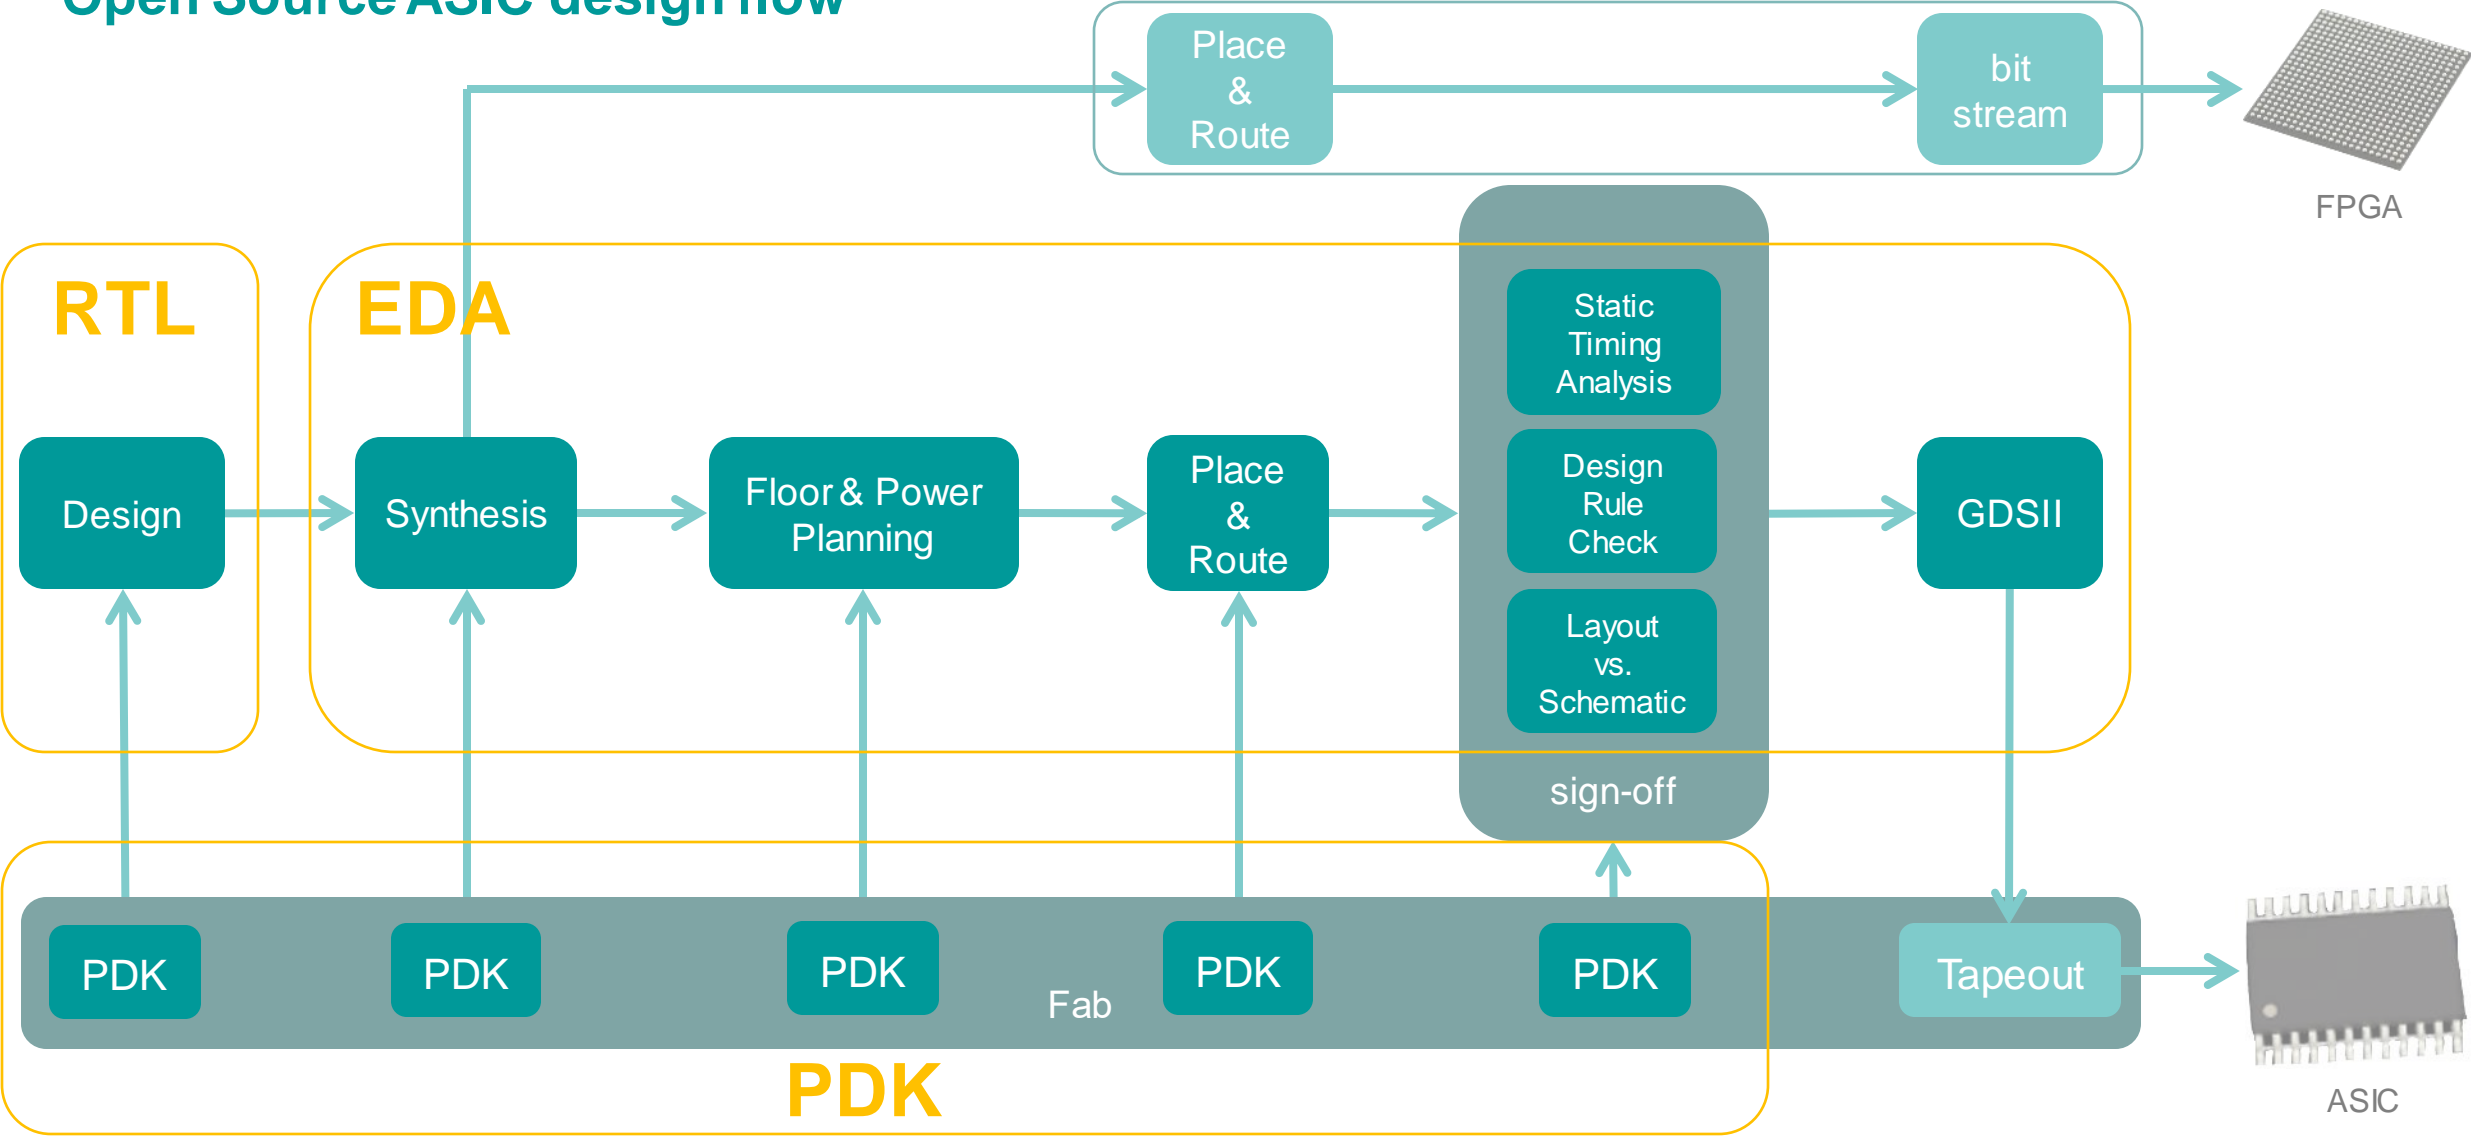 Open Source ASIC design flow
Place
&
Route
bit
stream
FPGA
RTL
EDA
Static
Timing
Analysis
Design
Synthesis
Floor & Power
Planning
Place
&
Route
Design
Rule
Check
GDSII
Layout
vs.
Schematic
sign-off
PDK
PDK
PDK
PDK
PDK
Fab
Tapeout
PDK
ASIC